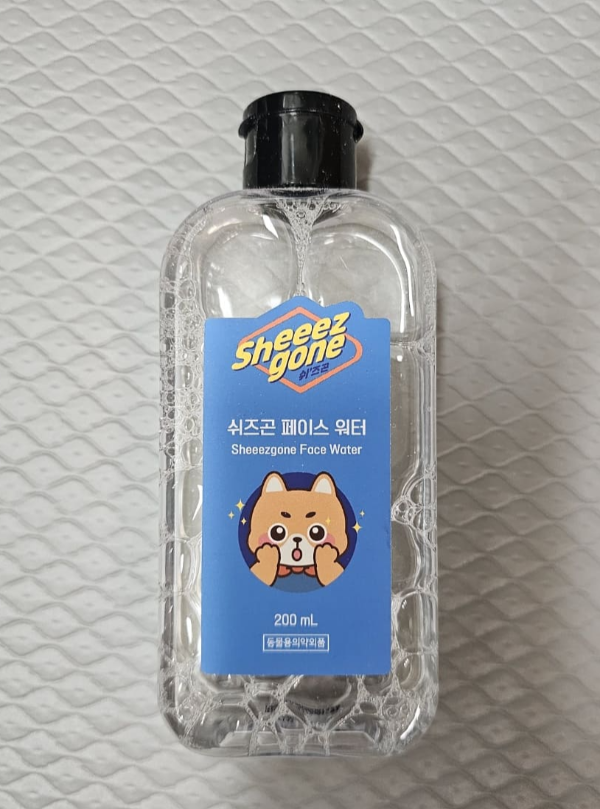 Sheeez
gone
쉬즈곤
쉬즈곤 페이스 워터
Sheeezgone Face Water
200 mL
동물용의약외품